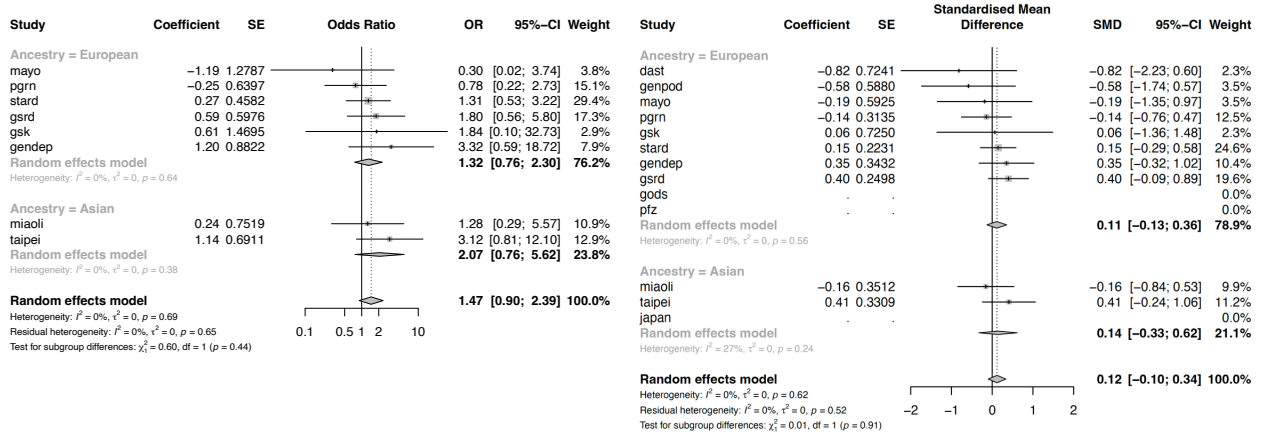 Study Coefficient SE Odds Ratio OR 95%−CI Weight
Ancestry = European
mayo −1.19 1.2787 0.30 [0.02; 3.74] 3.8%
pgrn −0.25 0.6397 0.78 [0.22; 2.73] 15.1%
stard 0.27 0.4582 1.31 [0.53; 3.22] 29.4%
gsrd 0.59 0.5976 1.80 [0.56; 5.80] 17.3%
gsk 0.61 1.4695 1.84 [0.10; 32.73] 2.9%
gendep 1.20 0.8822 3.32 [0.59; 18.72] 7.9%
Random effects model 1.32 [0.76; 2.30] 76.2%
Heterogeneity: I² = 0%, τ² = 0, p = 0.64
Ancestry = Asian
miaoli 0.24 0.7519 1.28 [0.29; 5.57] 10.9%
taipei 1.14 0.6911 3.12 [0.81; 12.10] 12.9%
Random effects model 2.07 [0.76; 5.62] 23.8%
Heterogeneity: I² = 0%, τ² = 0, p = 0.38
Random effects model 1.47 [0.90; 2.39] 100.0%
Heterogeneity: I² = 0%, τ² = 0, p = 0.69
Residual heterogeneity: I² = 0%, τ² = 0, p = 0.65
Test for subgroup differences: χ²₁ = 0.60, df = 1 (p = 0.44)
0.1 0.5 1 2 10
Standardised Mean
Study Coefficient SE Difference SMD 95%−CI Weight
Ancestry = European
dast −0.82 0.7241 −0.82 [−2.23; 0.60] 2.3%
genpod −0.58 0.5880 −0.58 [−1.74; 0.57] 3.5%
mayo −0.19 0.5925 −0.19 [−1.35; 0.97] 3.5%
pgrn −0.14 0.3135 −0.14 [−0.76; 0.47] 12.5%
gsk 0.06 0.7250 0.06 [−1.36; 1.48] 2.3%
stard 0.15 0.2231 0.15 [−0.29; 0.58] 24.6%
gendep 0.35 0.3432 0.35 [−0.32; 1.02] 10.4%
gsrd 0.40 0.2498 0.40 [−0.09; 0.89] 19.6%
gods . . 0.0%
pfz . . 0.0%
Random effects model 0.11 [−0.13; 0.36] 78.9%
Heterogeneity: I² = 0%, τ² = 0, p = 0.56
Ancestry = Asian
miaoli −0.16 0.3512 −0.16 [−0.84; 0.53] 9.9%
taipei 0.41 0.3309 0.41 [−0.24; 1.06] 11.2%
japan . . 0.0%
Random effects model 0.14 [−0.33; 0.62] 21.1%
Heterogeneity: I² = 27%, τ² = 0, p = 0.24
Random effects model 0.12 [−0.10; 0.34] 100.0%
Heterogeneity: I² = 0%, τ² = 0, p = 0.62
Residual heterogeneity: I² = 0%, τ² = 0, p = 0.52
Test for subgroup differences: χ²₁ = 0.01, df = 1 (p = 0.91)
−2 −1 0 1 2